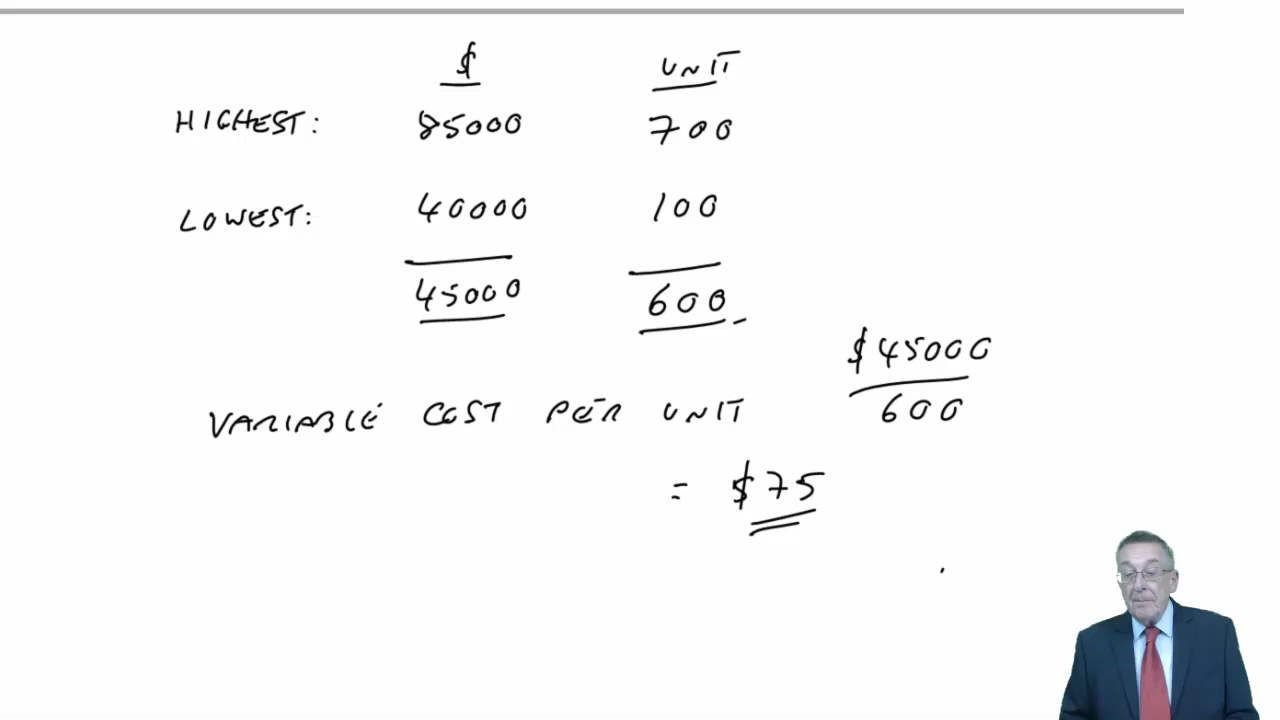 $ UNIT
HIGHEST: 85000 700
LOWEST: 40000 100
45000 600
$45000
VARIABLE COST PER UNIT 600
= $75